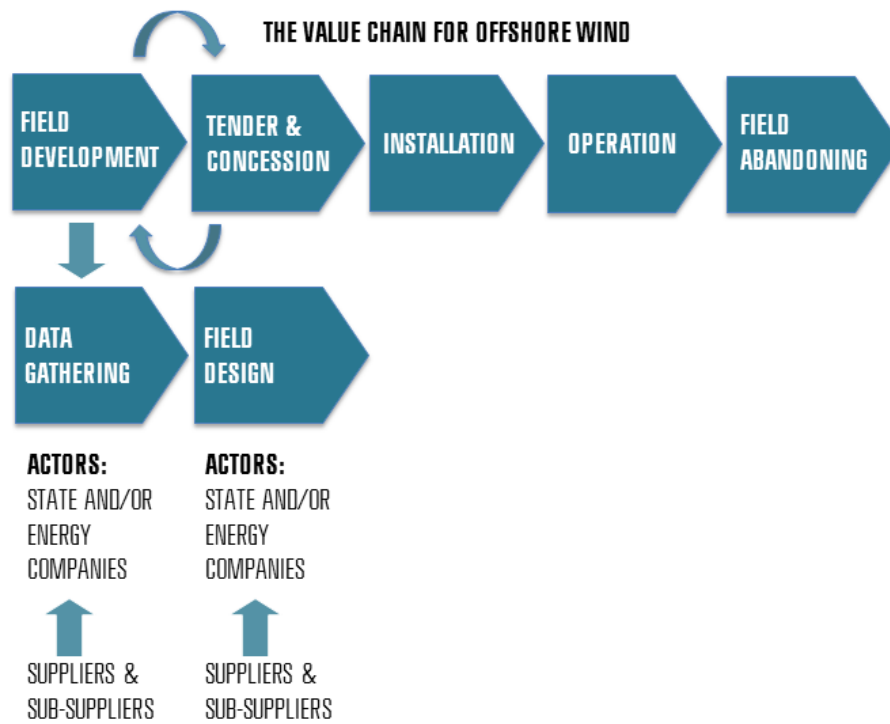 THE VALUE CHAIN FOR OFFSHORE WIND
FIELD
DEVELOPMENT
TENDER &
CONCESSION
INSTALLATION
OPERATION
FIELD
ABANDONING
DATA
GATHERING
FIELD
DESIGN
ACTORS:
STATE AND/OR
ENERGY
COMPANIES
ACTORS:
STATE AND/OR
ENERGY
COMPANIES
SUPPLIERS &
SUB-SUPPLIERS
SUPPLIERS &
SUB-SUPPLIERS